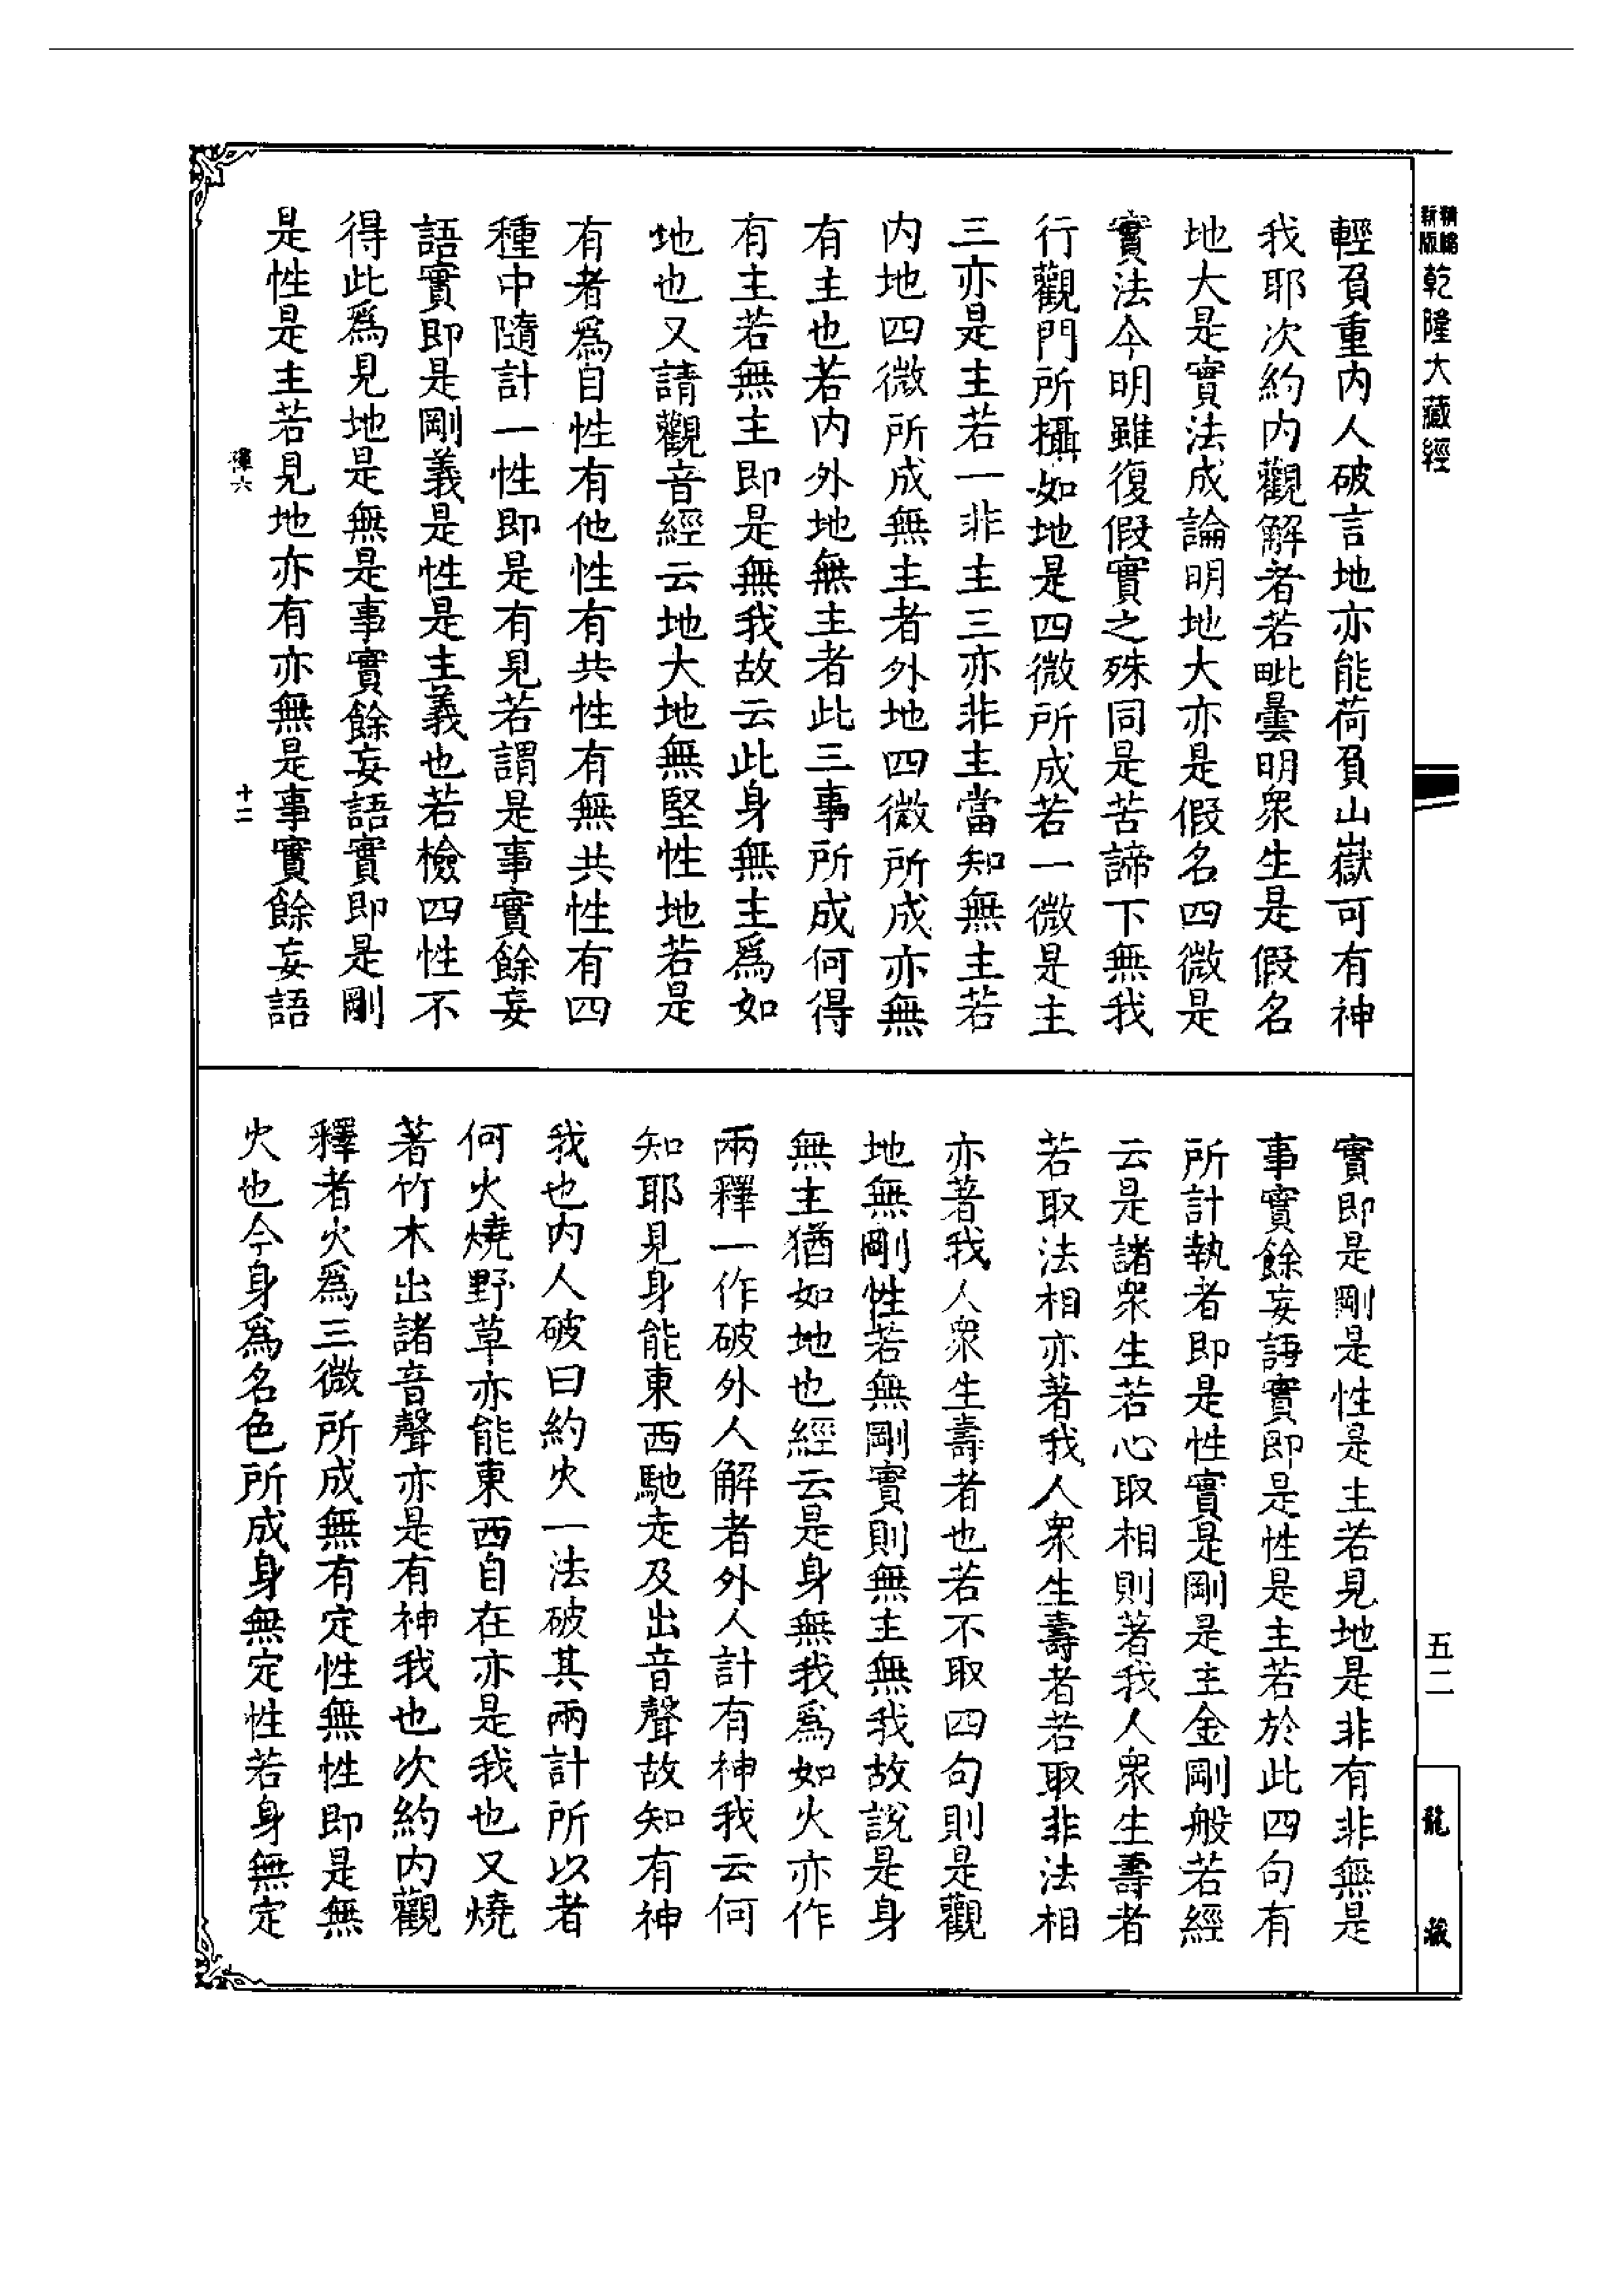 精編新版乾隆大藏經
輕負重内人破言地亦能荷負山嶽可有神
我耶次約内觀解者若毗曇明衆生是假名
地大是實法成論明地大亦是假名四微是
實法今明雖復假實之殊同是苦諦下無我
行觀門所攝如地是四微所成若一微是主
三亦是主若一非主三亦非主當知無主若
内地四微所成無主者外地四微所成亦無
有主也若内外地無主者此三事所成何得
有主若無主即是無我故云此身無主爲如
地也又請觀音經云地大地無堅性地若是
有者爲自性有他性有共性有無共性有四
種中隨計一性即是有見若謂是事實餘妄
語實即是剛義是性是主義也若檢四性不
得此爲見地是無是事實餘妄語實即是剛
是性是主若見地亦有亦無是事實餘妄語
六
十二
實即是剛是性是主若見地是非有非無是
事實餘妄語實即是性是主若於此四句有
所計執者即是性實是剛是主金剛般若經
云是諸衆生若心取相則著我人衆生壽者
若取法相亦著我人衆生壽者若取非法相
亦著我人衆生壽者也若不取四句則是觀
地無剛性若無剛實則無主無我故說是身
無主猶如地也經云是身無我爲如火亦作
兩釋一作破外人解者外人計有神我云何
知耶見身能東西馳走及出音聲故知有神
我也内人破曰約火一法破其兩計所以者
何火燒野草亦能東西自在亦是我也又燒
著竹木出諸音聲亦是有神我也次約内觀
釋者火爲三微所成無有定性無性即是無
火也今身爲名色所成身無定性若身無定
五二
龍藏